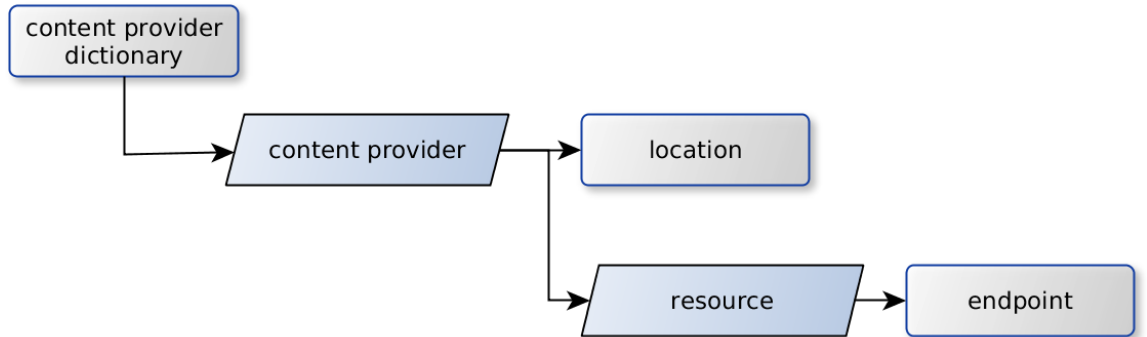 content provider
dictionary
content provider
location
resource
endpoint